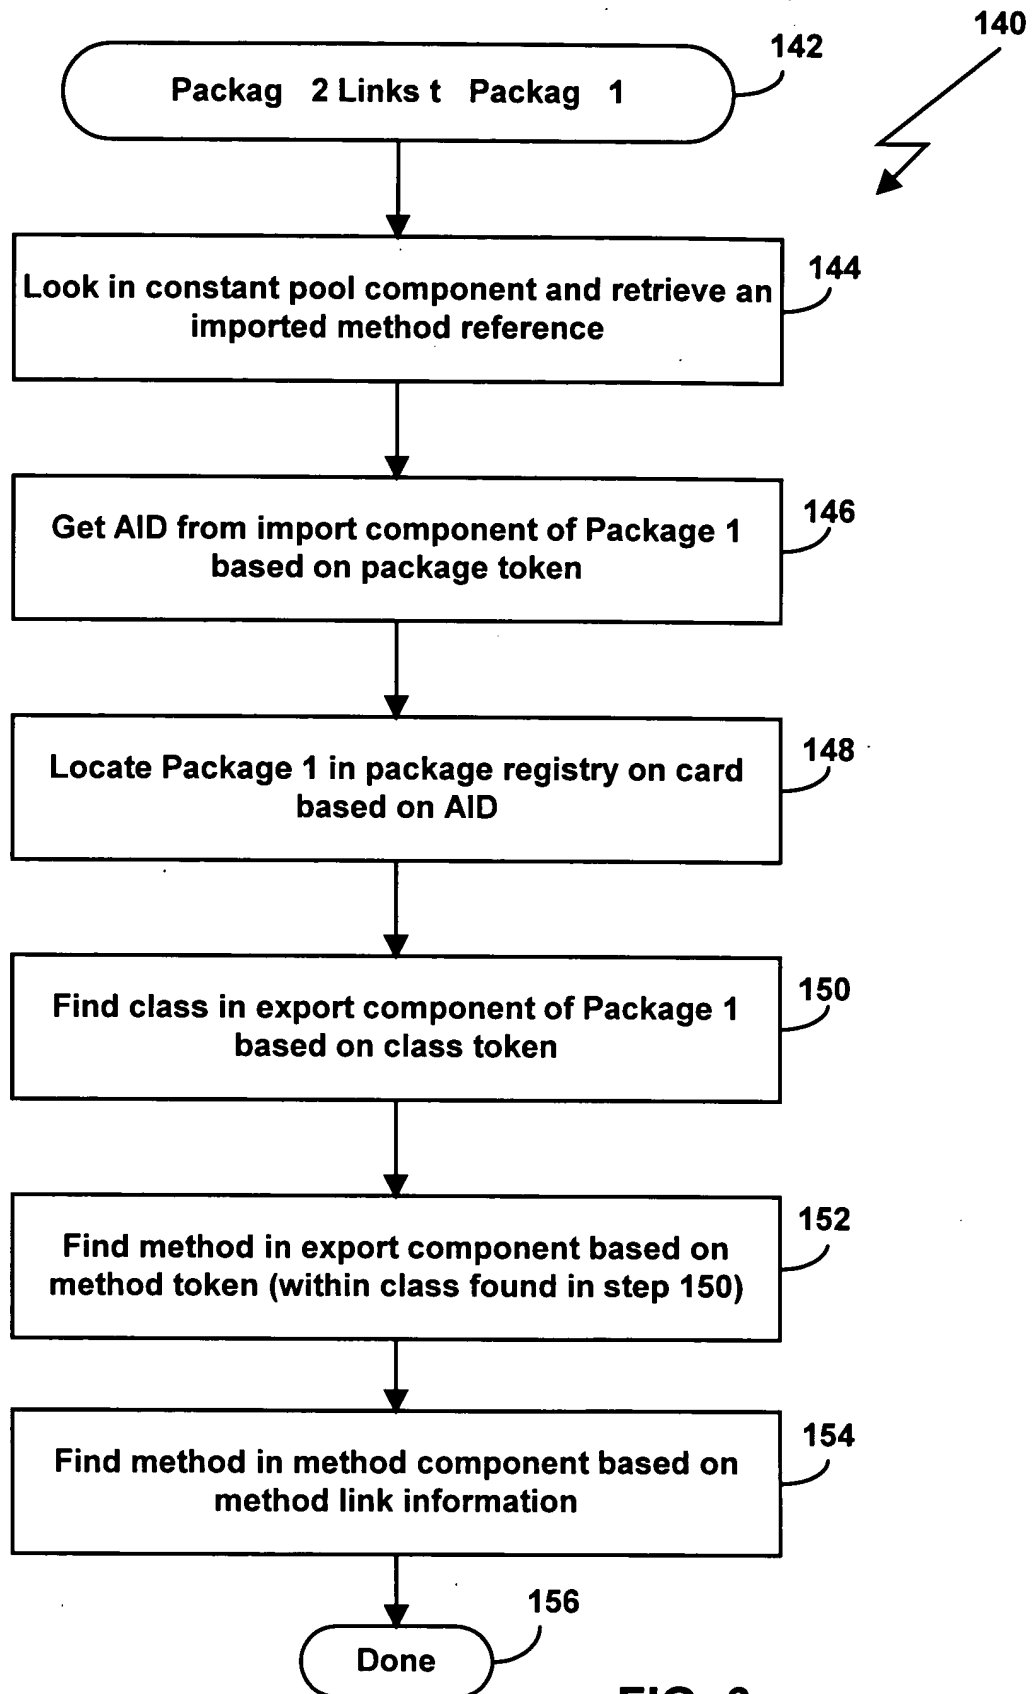 140
142
Packag 2 Links t Packag 1
144
Look in constant pool component and retrieve an
imported method reference
146
Get AID from import component of Package 1
based on package token
148
Locate Package 1 in package registry on card
based on AID
150
Find class in export component of Package 1
based on class token
152
Find method in export component based on
method token (within class found in step 150)
154
Find method in method component based on
method link information
156
Done